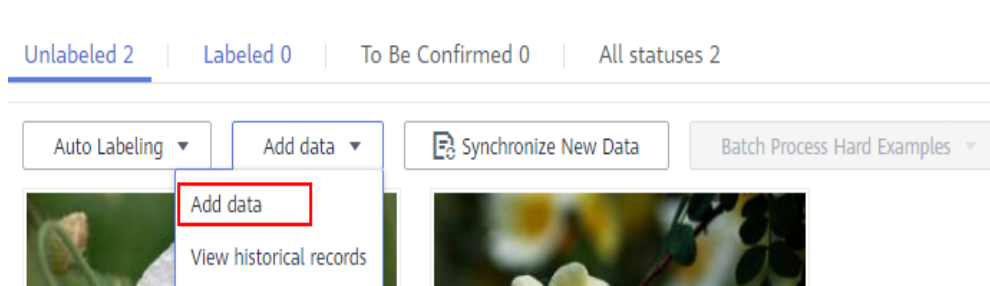 Unlabeled 2 Labeled 0 To Be Confirmed 0 All statuses 2
Auto Labeling Add data Synchronize New Data Batch Process Hard Examples
Add data
View historical records